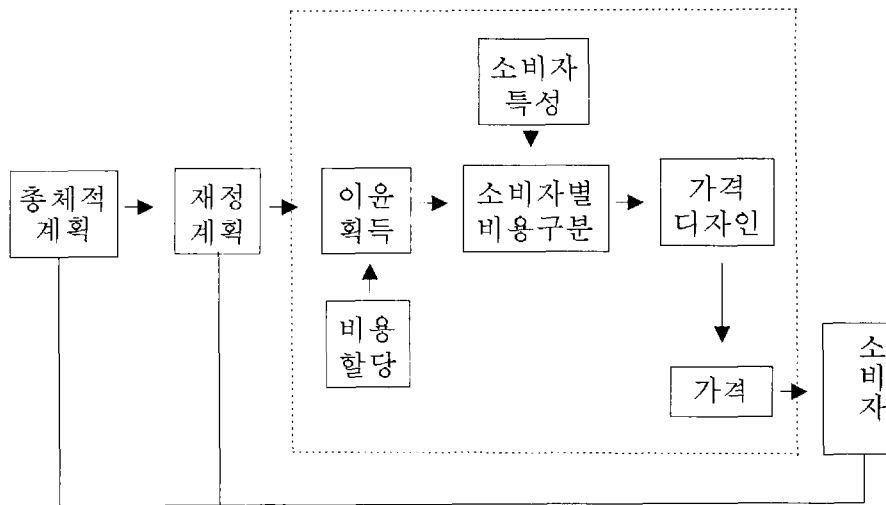 소비자
특성
총체적
계획
재정
계획
이윤
획득
소비자별
비용구분
가격
디자인
비용
할당
가격
소
비
자